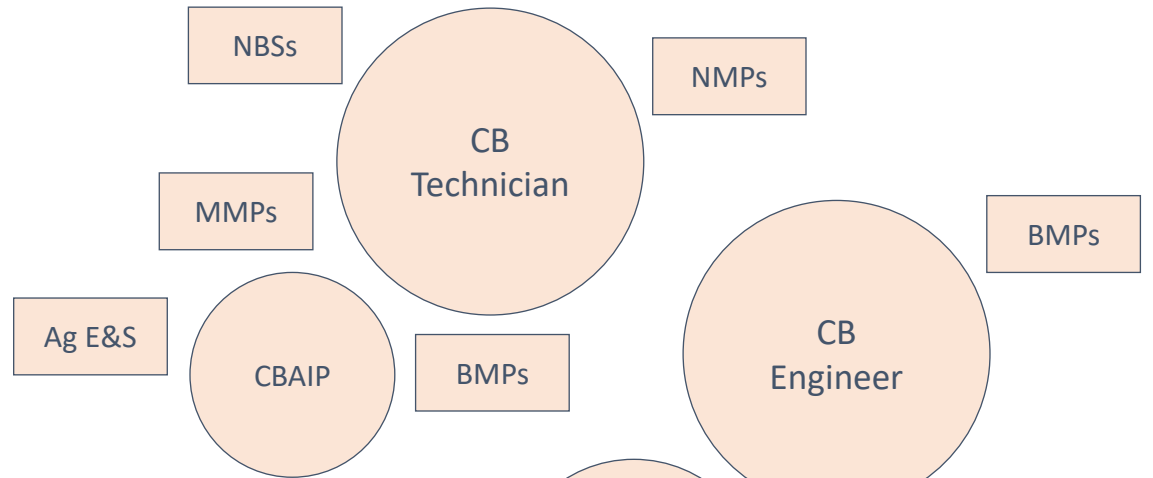 NBSs
CB
Technician
NMPs
MMPs
BMPs
Ag E&S
CBAIP
BMPs
CB
Engineer